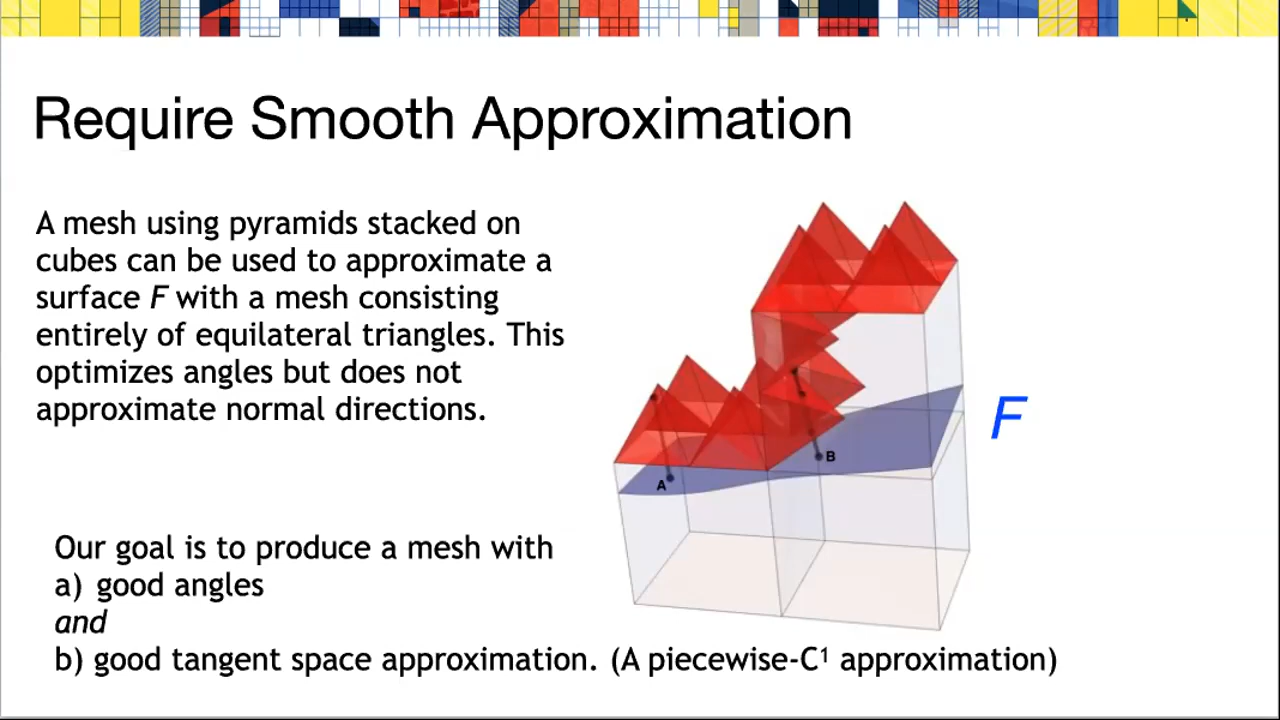 Require Smooth Approximation
A mesh using pyramids stacked on
cubes can be used to approximate a
surface F with a mesh consisting
entirely of equilateral triangles. This
optimizes angles but does not
approximate normal directions.
F
B
A
Our goal is to produce a mesh with
a) good angles
and
b) good tangent space approximation. (A piecewise-C¹ approximation)